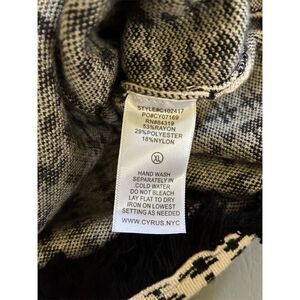 STYLE#C102417
PO#CY07169
RN#84319
53%RAYON
29%POLYESTER
18%NYLON
XL
HAND WASH
SEPARATELY IN
COLD WATER
DO NOT BLEACH
LAY FLAT TO DRY
IRON ON LOWEST
SETTING AS NEEDED
WWW.CYRUS.NYC